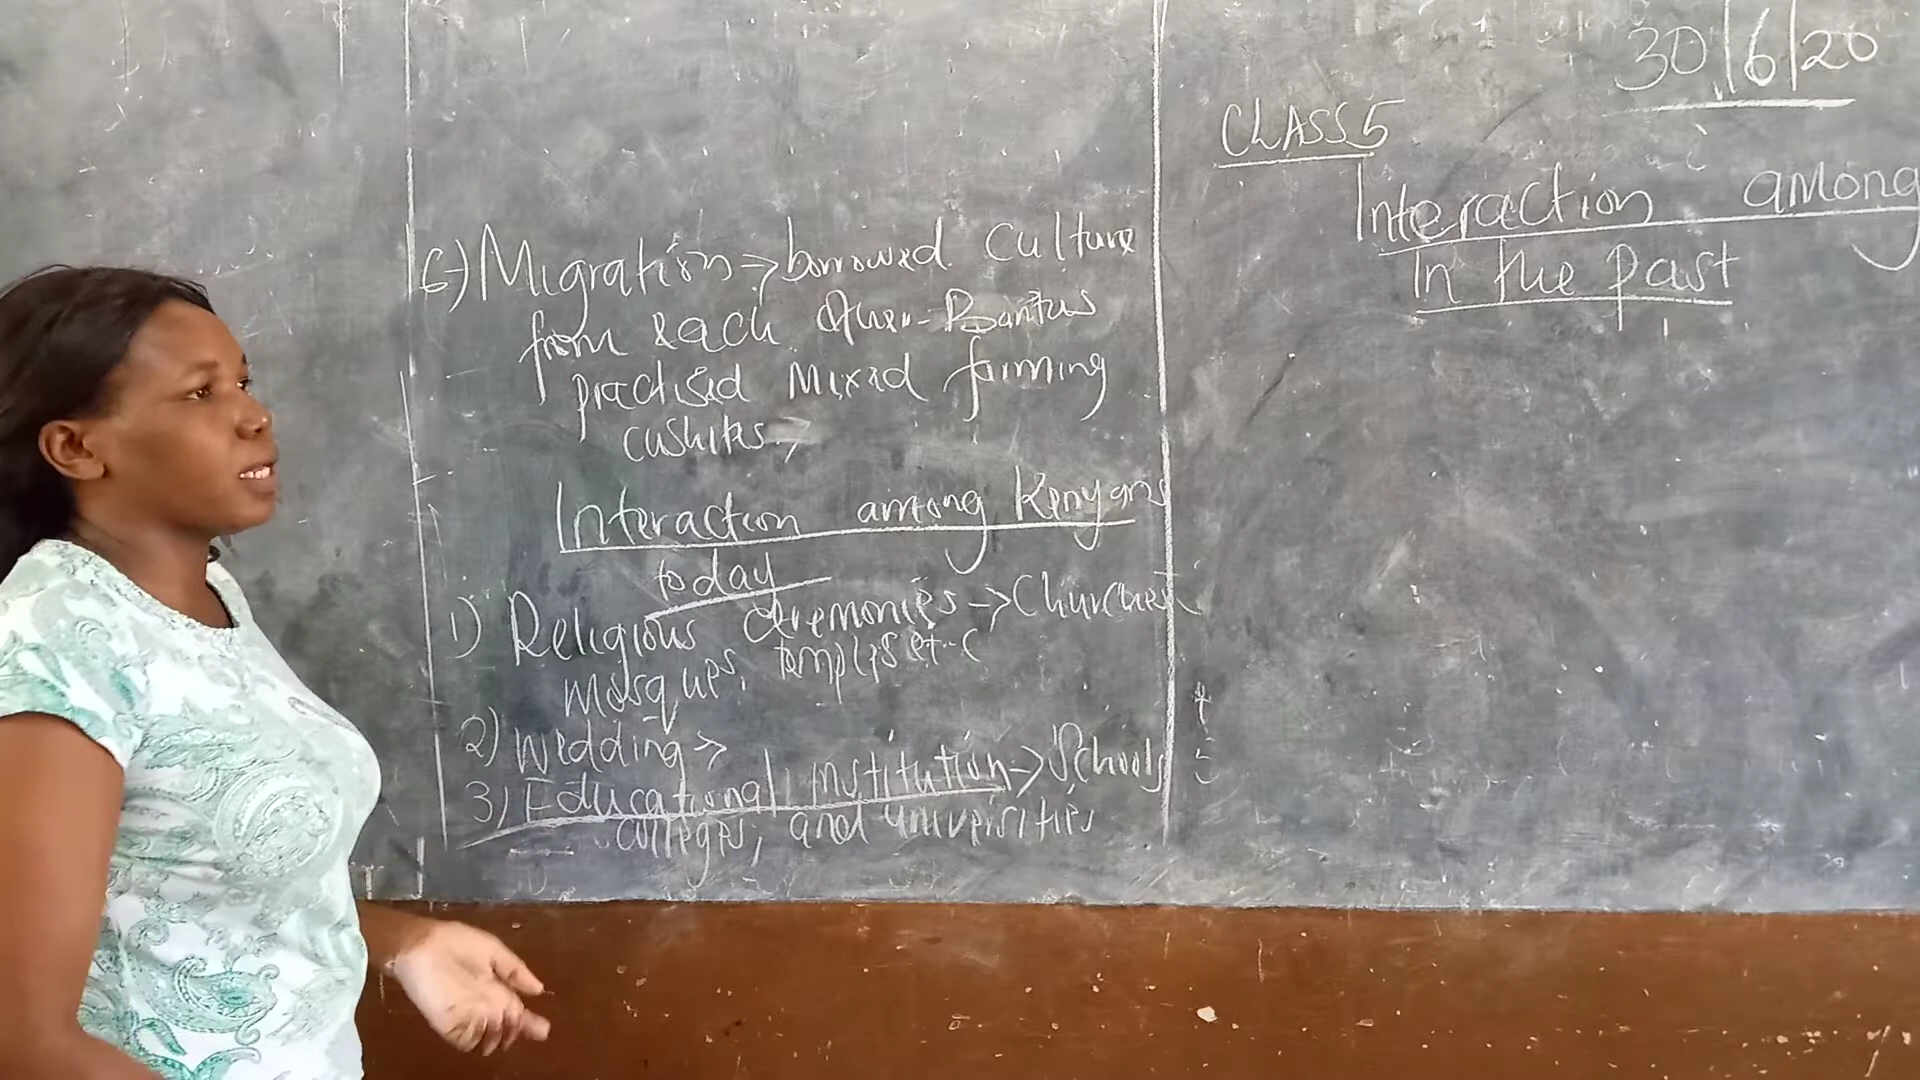 6) Migration → borrowed culture
from each other - Bantus
practised mixed farming
cushites →
Interaction among Kenyans
today
1) Religious ceremonies → Churches
mosques, temples et.c
2) Wedding →
3) Educational institution → Schools
colleges, and universities
30/6/20
CLASS 5
Interaction among
In the past